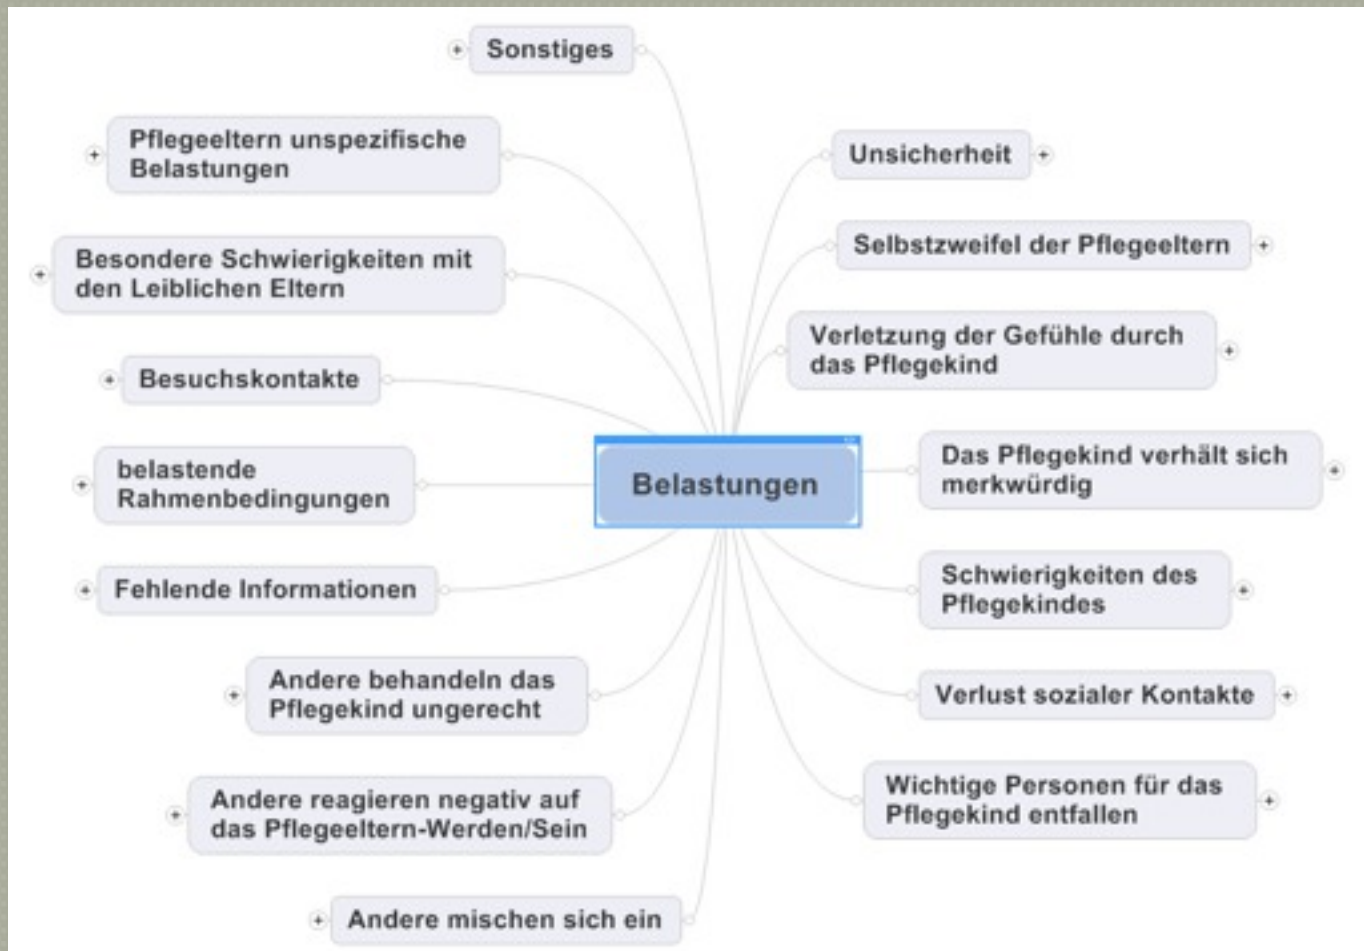 Sonstiges
Pflegeeltern unspezifische
Belastungen
Besondere Schwierigkeiten mit
den Leiblichen Eltern
Besuchskontakte
belastende
Rahmenbedingungen
Fehlende Informationen
Andere behandeln das
Pflegekind ungerecht
Andere reagieren negativ auf
das Pflegeeltern-Werden/Sein
Andere mischen sich ein
Belastungen
Unsicherheit
Selbstzweifel der Pflegeeltern
Verletzung der Gefühle durch
das Pflegekind
Das Pflegekind verhält sich
merkwürdig
Schwierigkeiten des
Pflegekindes
Verlust sozialer Kontakte
Wichtige Personen für das
Pflegekind entfallen